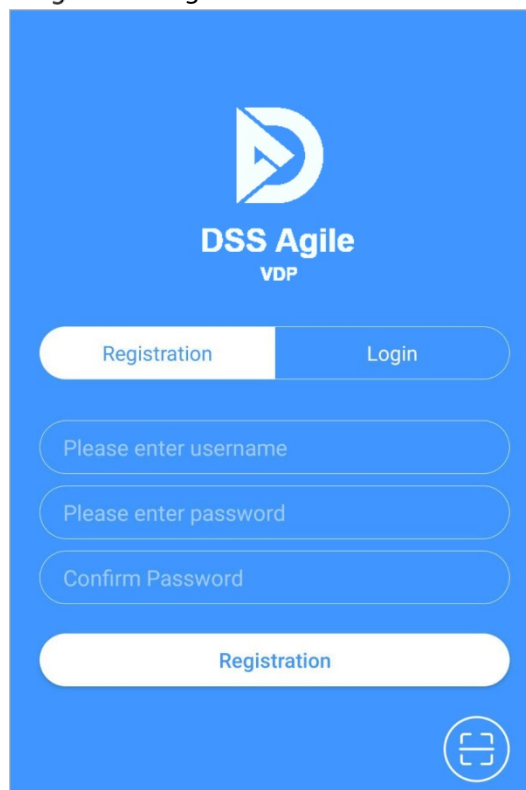 DSS Agile
VDP
Registration
Login
Please enter username
Please enter password
Confirm Password
Registration